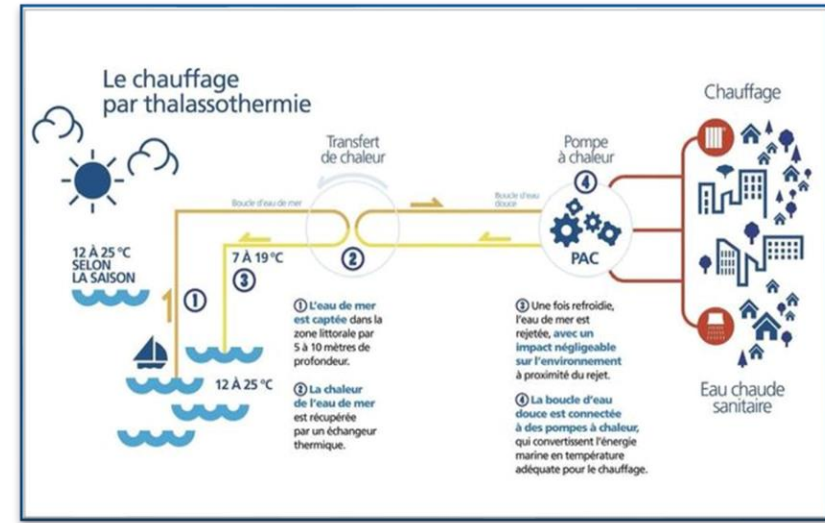 Le chauffage
par thalassothermie
Chauffage
Transfert
de chaleur
Pompe
à chaleur
④
Boucle d'eau de mer
Boucle d'eau
douce
12 À 25 °C
SELON
LA SAISON
①
7 À 19 °C
③
②
PAC
① L'eau de mer
est captée dans la
zone littorale par
5 à 10 mètres de
profondeur.
② La chaleur
de l'eau de mer
est récupérée
par un échangeur
thermique.
12 À 25 °C
③ Une fois refroidie,
l'eau de mer est
rejetée, avec un
impact négligeable
sur l'environnement
à proximité du rejet.
④ La boucle d'eau
douce est connectée
à des pompes à chaleur,
qui convertissent l'énergie
marine en température
adéquate pour le chauffage.
Eau chaude
sanitaire